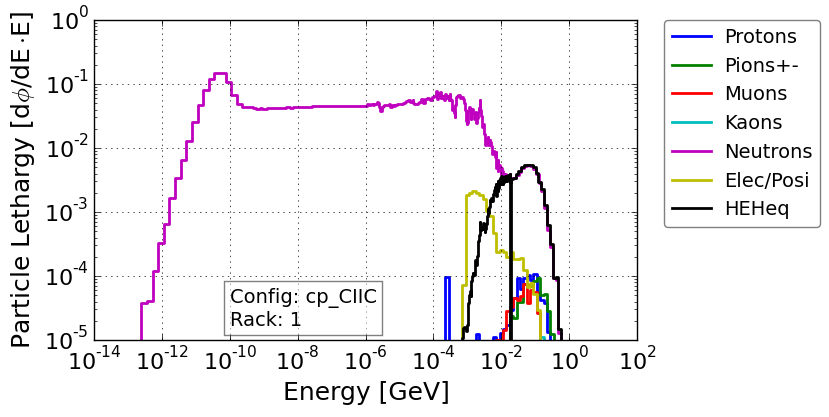 10^0
10^-1
10^-2
10^-3
10^-4
10^-5
Particle Lethargy [dϕ/dE·E]
10^-14 10^-12 10^-10 10^-8 10^-6 10^-4 10^-2 10^0 10^2
Energy [GeV]
Config: cp_CIIC
Rack: 1
Protons
Pions+-
Muons
Kaons
Neutrons
Elec/Posi
HEHeq